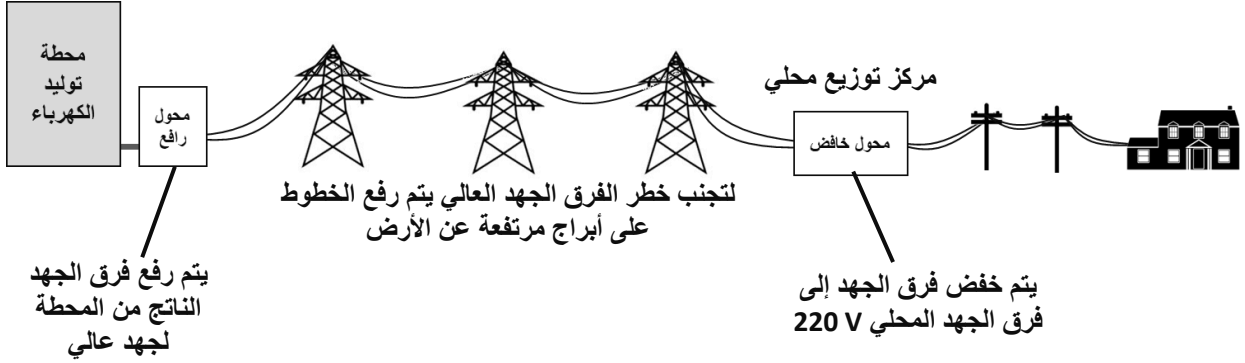 محطة
توليد
الكهرباء
محول
رافع
مركز توزيع محلي
محول خافض
لتجنب خطر الفرق الجهد العالي يتم رفع الخطوط
على أبراج مرتفعة عن الأرض
يتم رفع فرق الجهد
الناتج من المحطة
لجهد عالي
يتم خفض فرق الجهد إلى
فرق الجهد المحلي 220 V